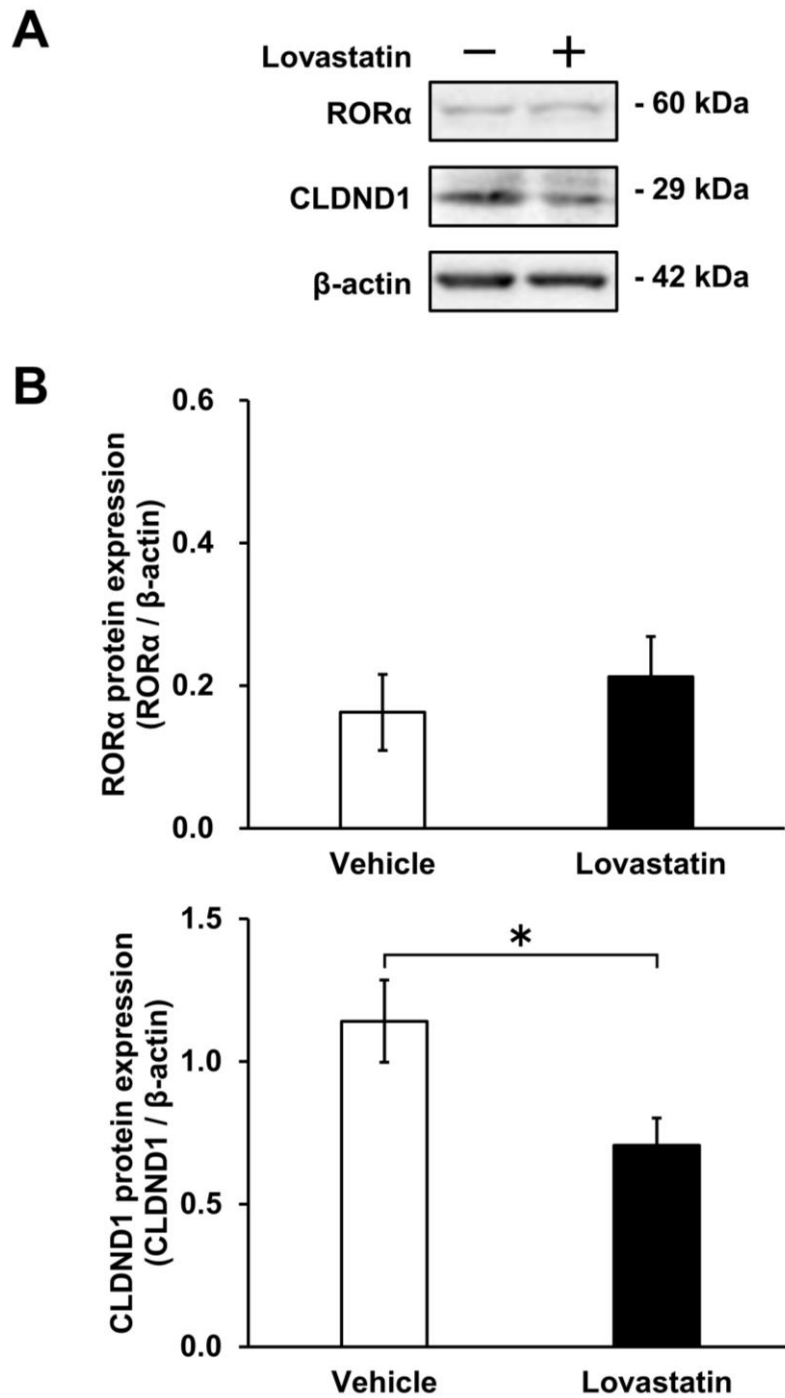 A
Lovastatin − +
RORα - 60 kDa
CLDND1 - 29 kDa
β-actin - 42 kDa
B
RORα protein expression
(RORα / β-actin)
0.6
0.4
0.2
0.0
Vehicle Lovastatin
CLDND1 protein expression
(CLDND1 / β-actin)
1.5
*
1.0
0.5
0.0
Vehicle Lovastatin